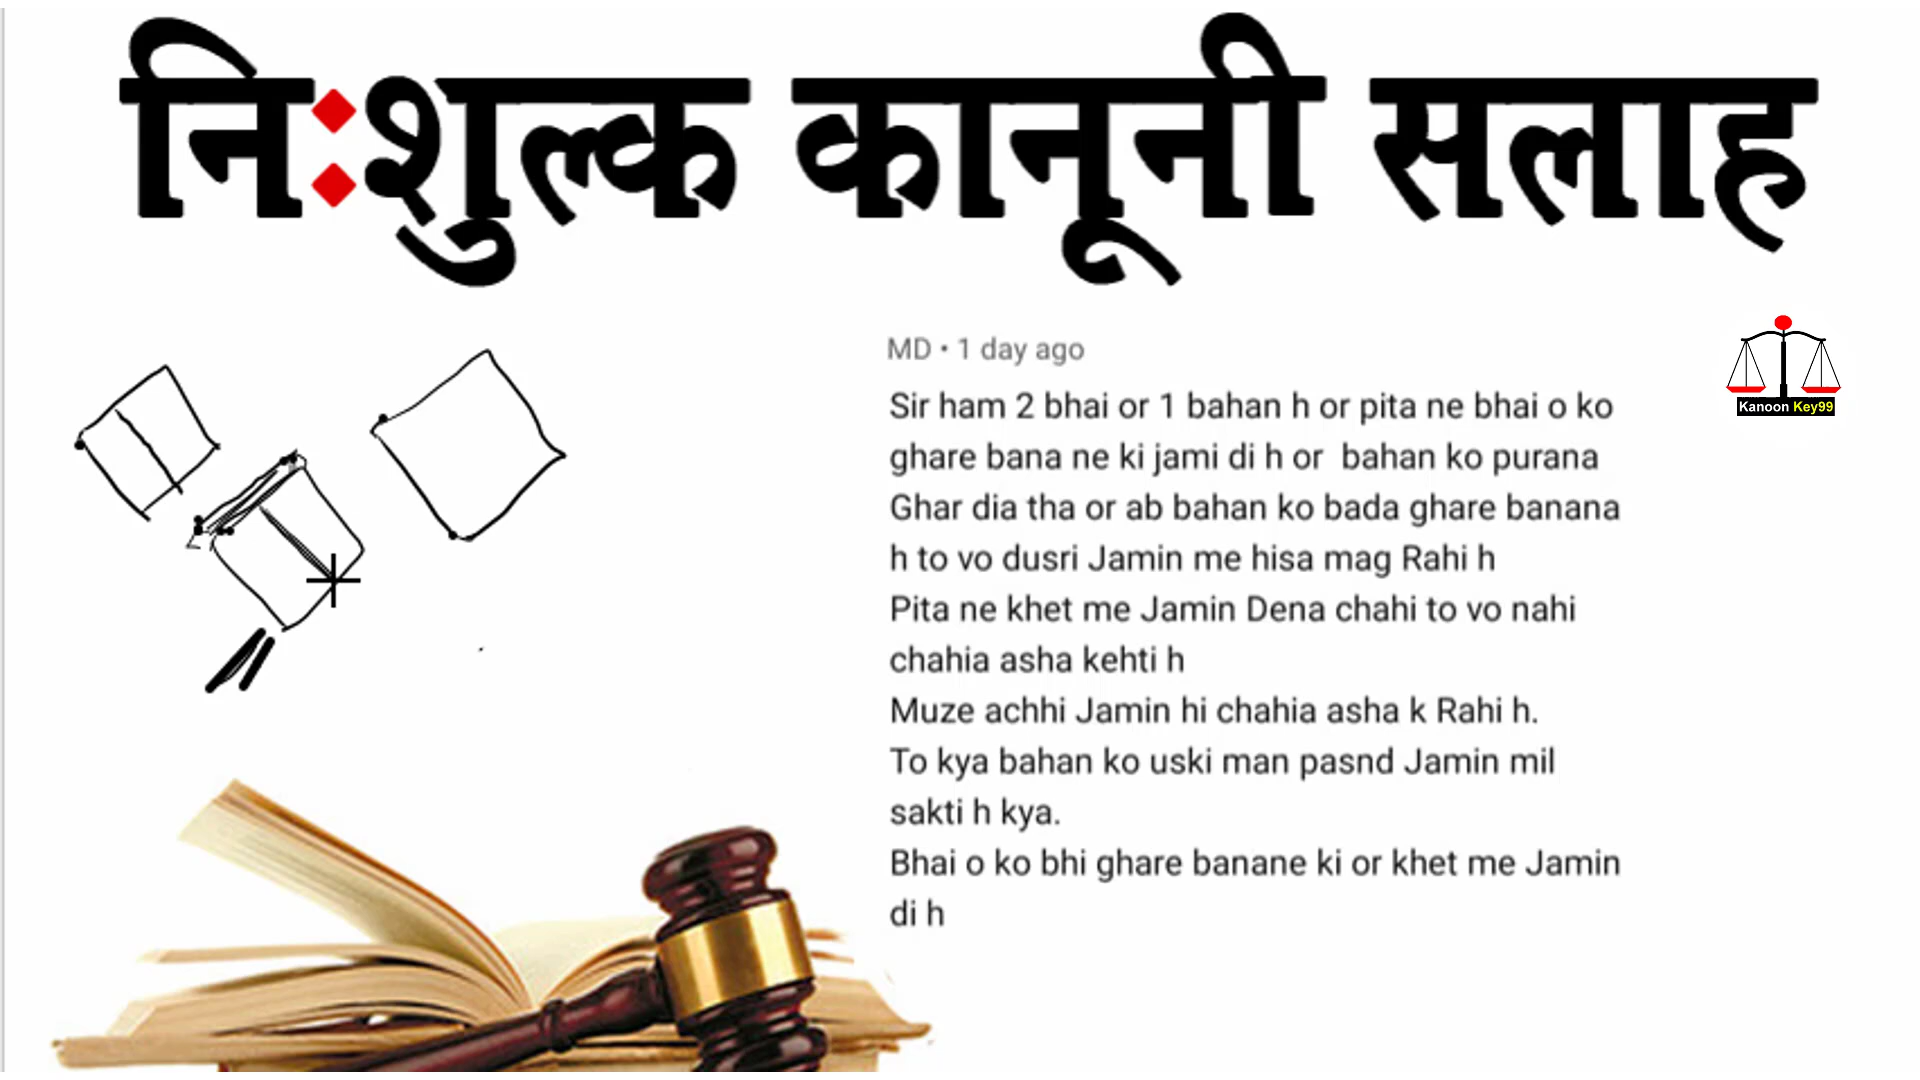 नि:शुल्क कानूनी सलाह
MD • 1 day ago
Sir ham 2 bhai or 1 bahan h or pita ne bhai o ko
ghare bana ne ki jami di h or bahan ko purana
Ghar dia tha or ab bahan ko bada ghare banana
h to vo dusri Jamin me hisa mag Rahi h
Pita ne khet me Jamin Dena chahi to vo nahi
chahia asha kehti h
Muze achhi Jamin hi chahia asha k Rahi h.
To kya bahan ko uski man pasnd Jamin mil
sakti h kya.
Bhai o ko bhi ghare banane ki or khet me Jamin
di h
Kanoon Key99